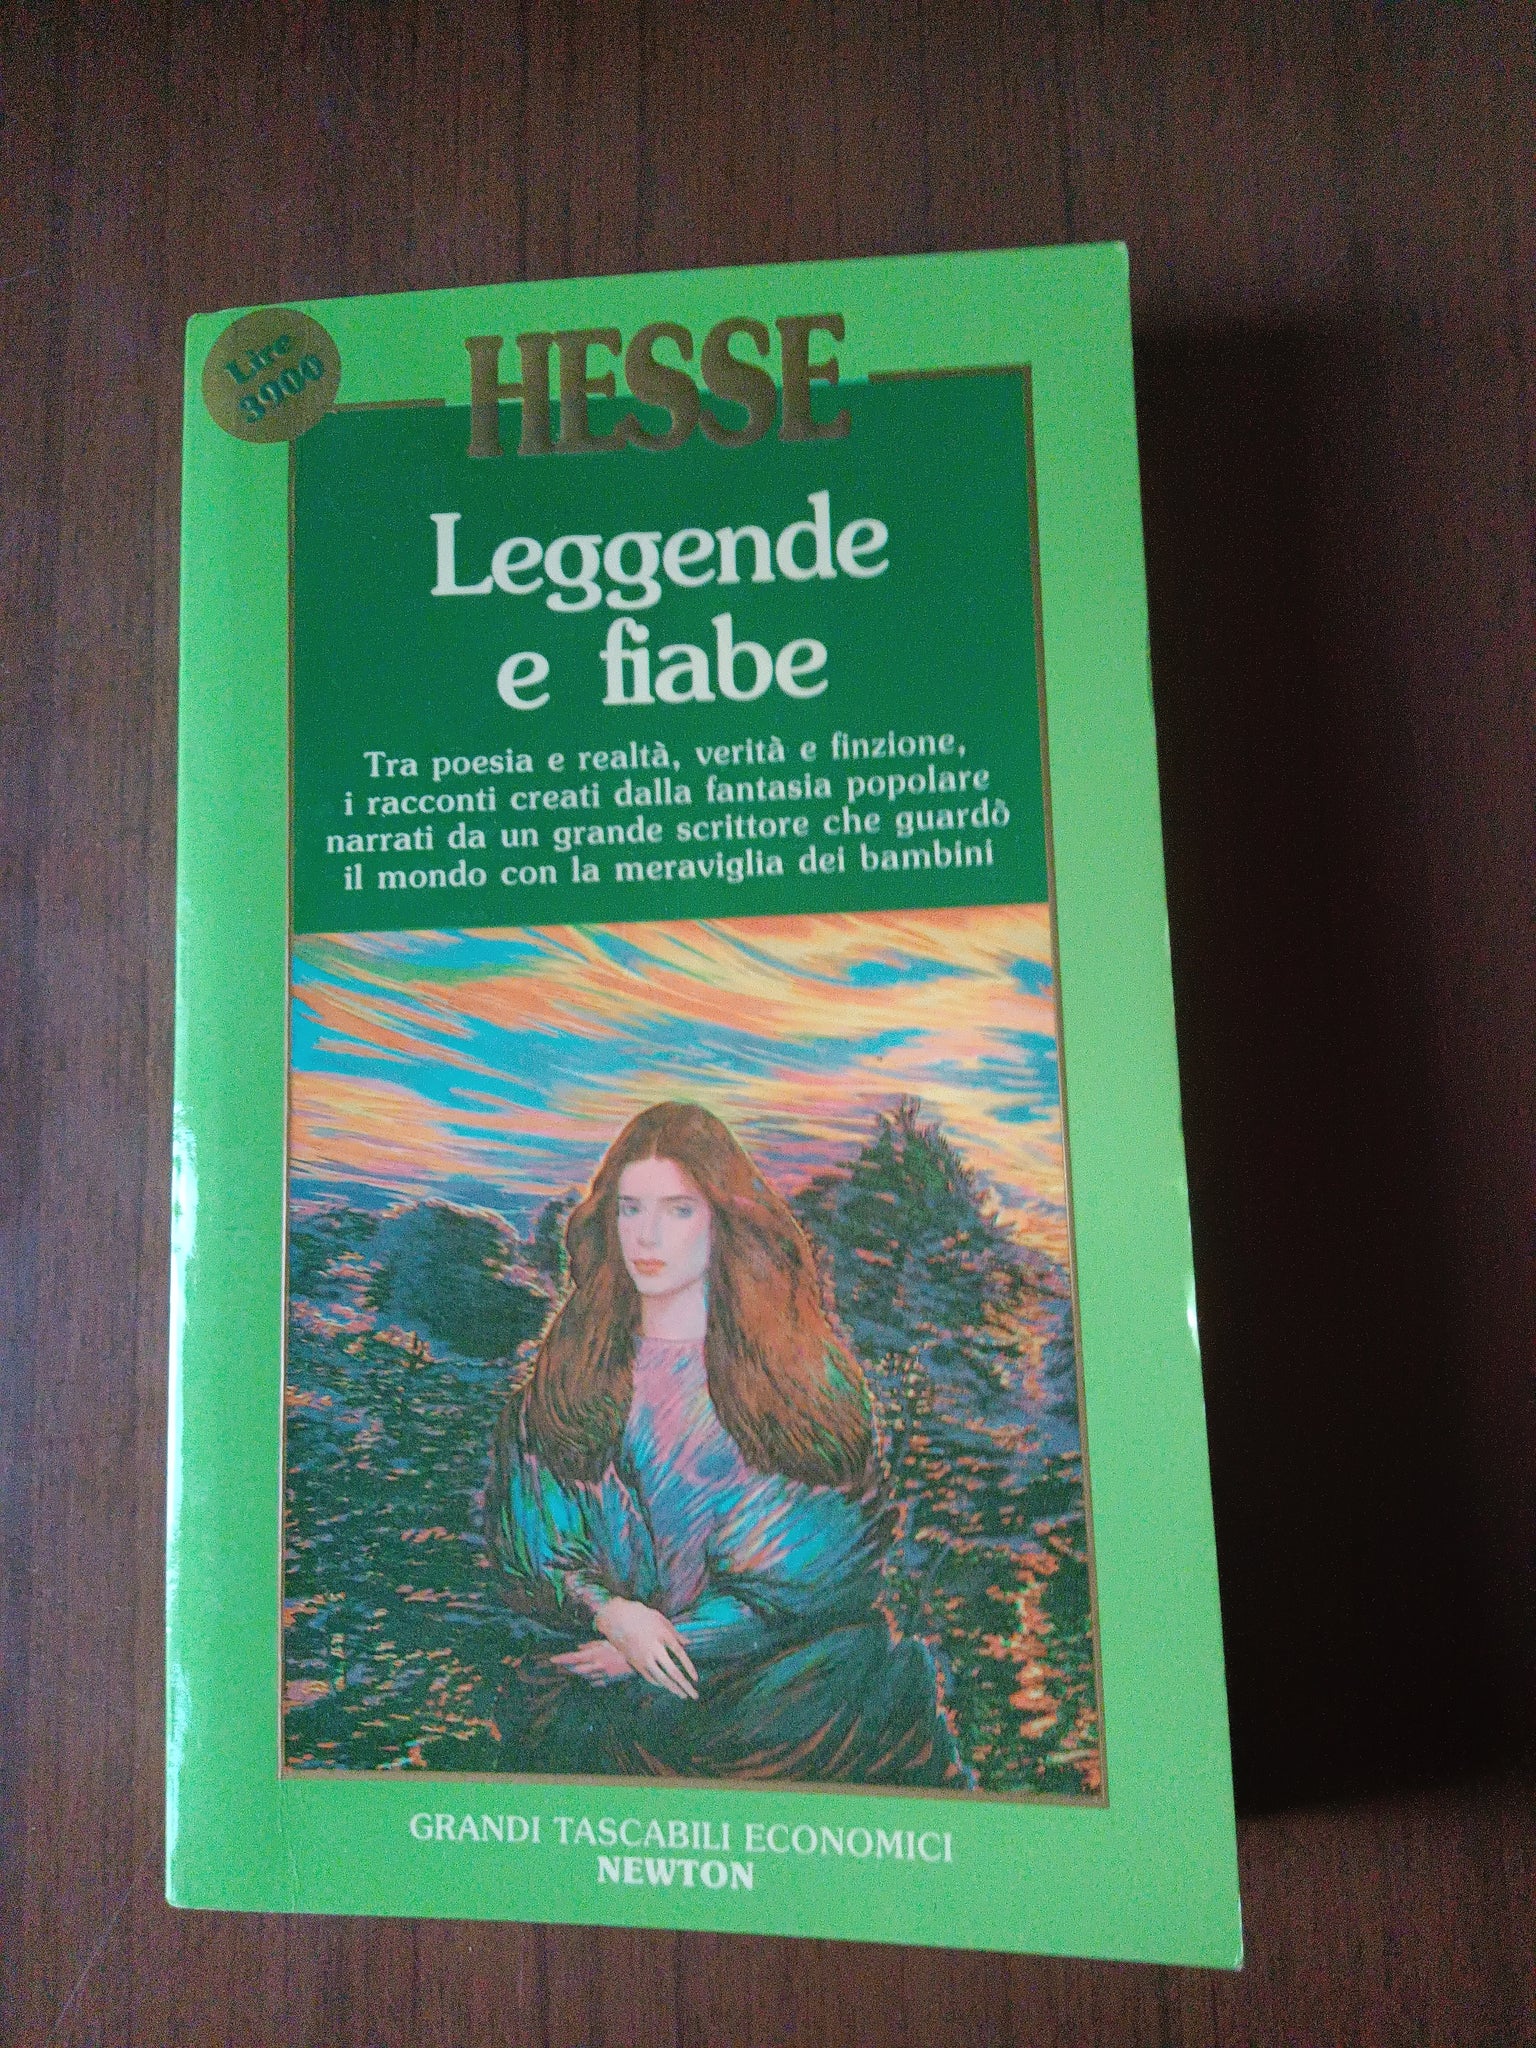 Lire
3900
HESSE
Leggende
e fiabe
Tra poesia e realtà, verità e finzione,
i racconti creati dalla fantasia popolare
narrati da un grande scrittore che guardò
il mondo con la meraviglia dei bambini
GRANDI TASCABILI ECONOMICI
NEWTON